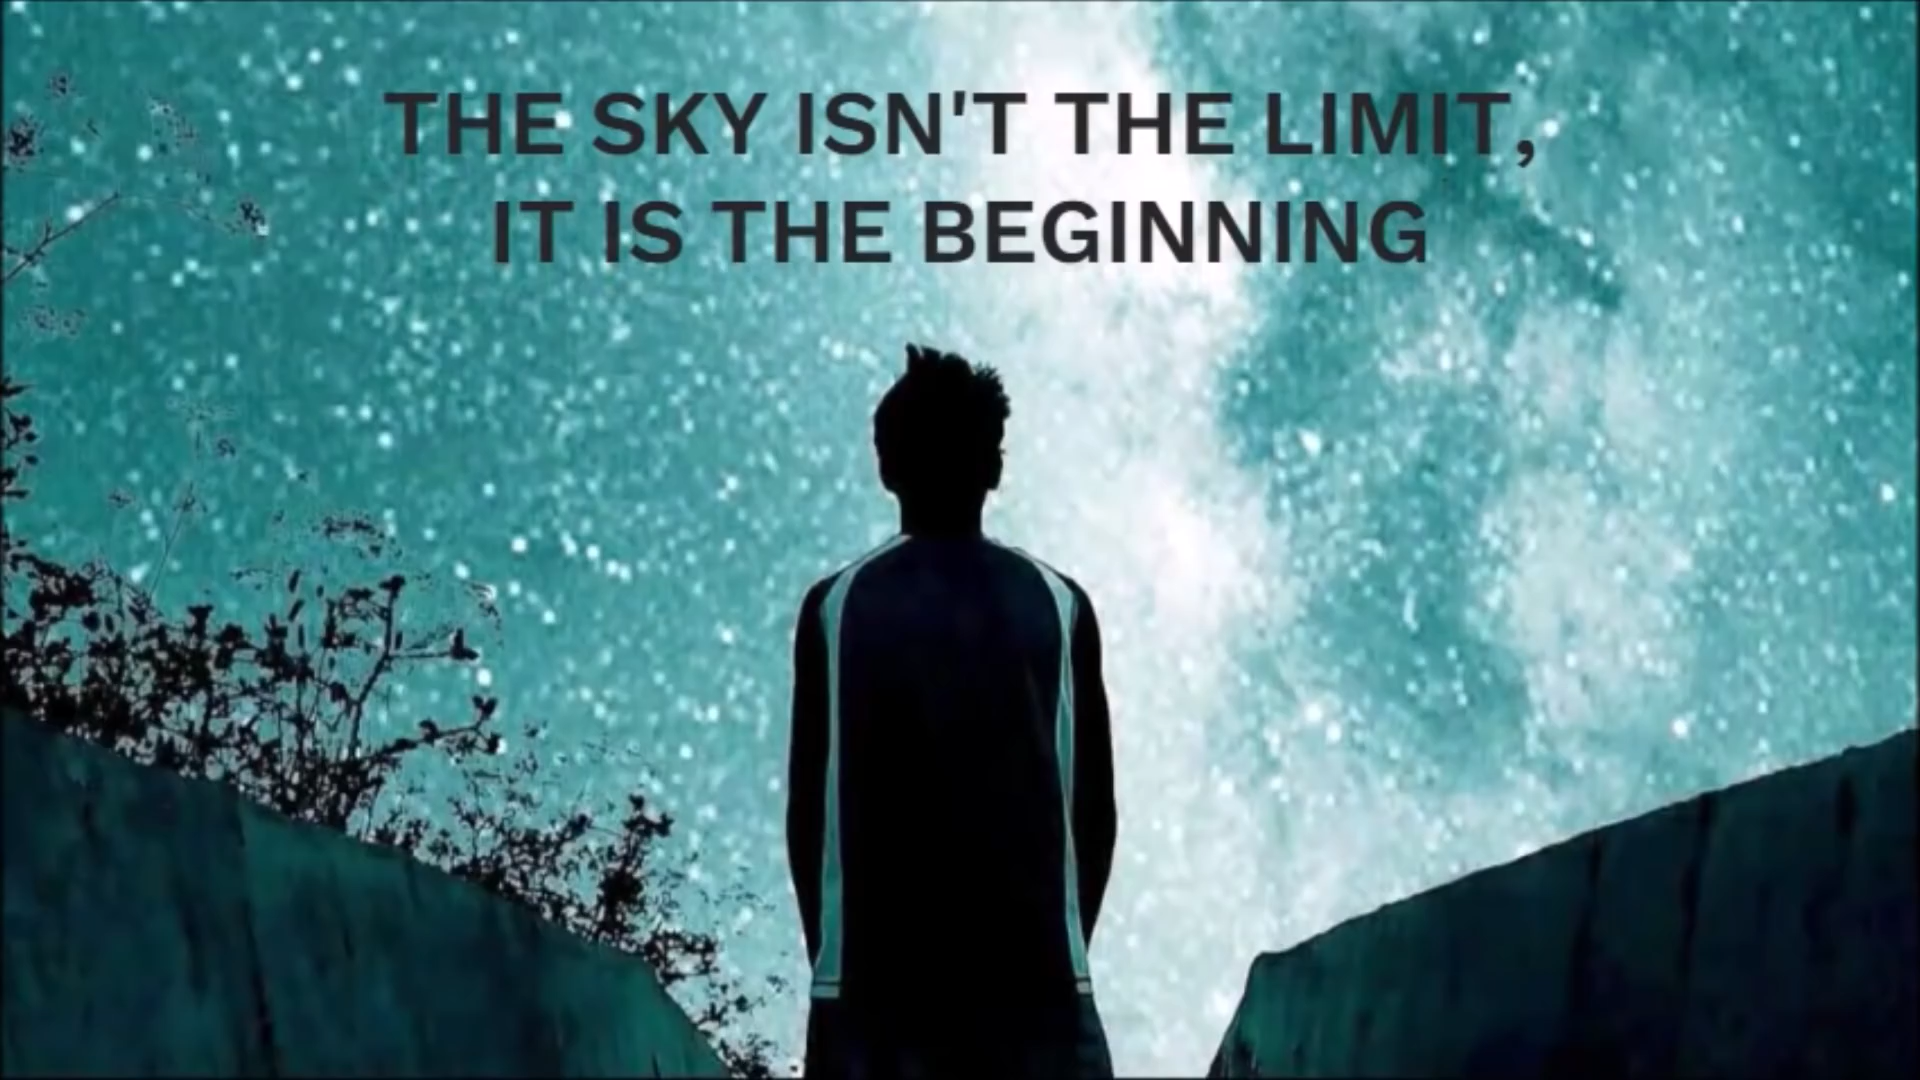 THE SKY ISN'T THE LIMIT,
IT IS THE BEGINNING